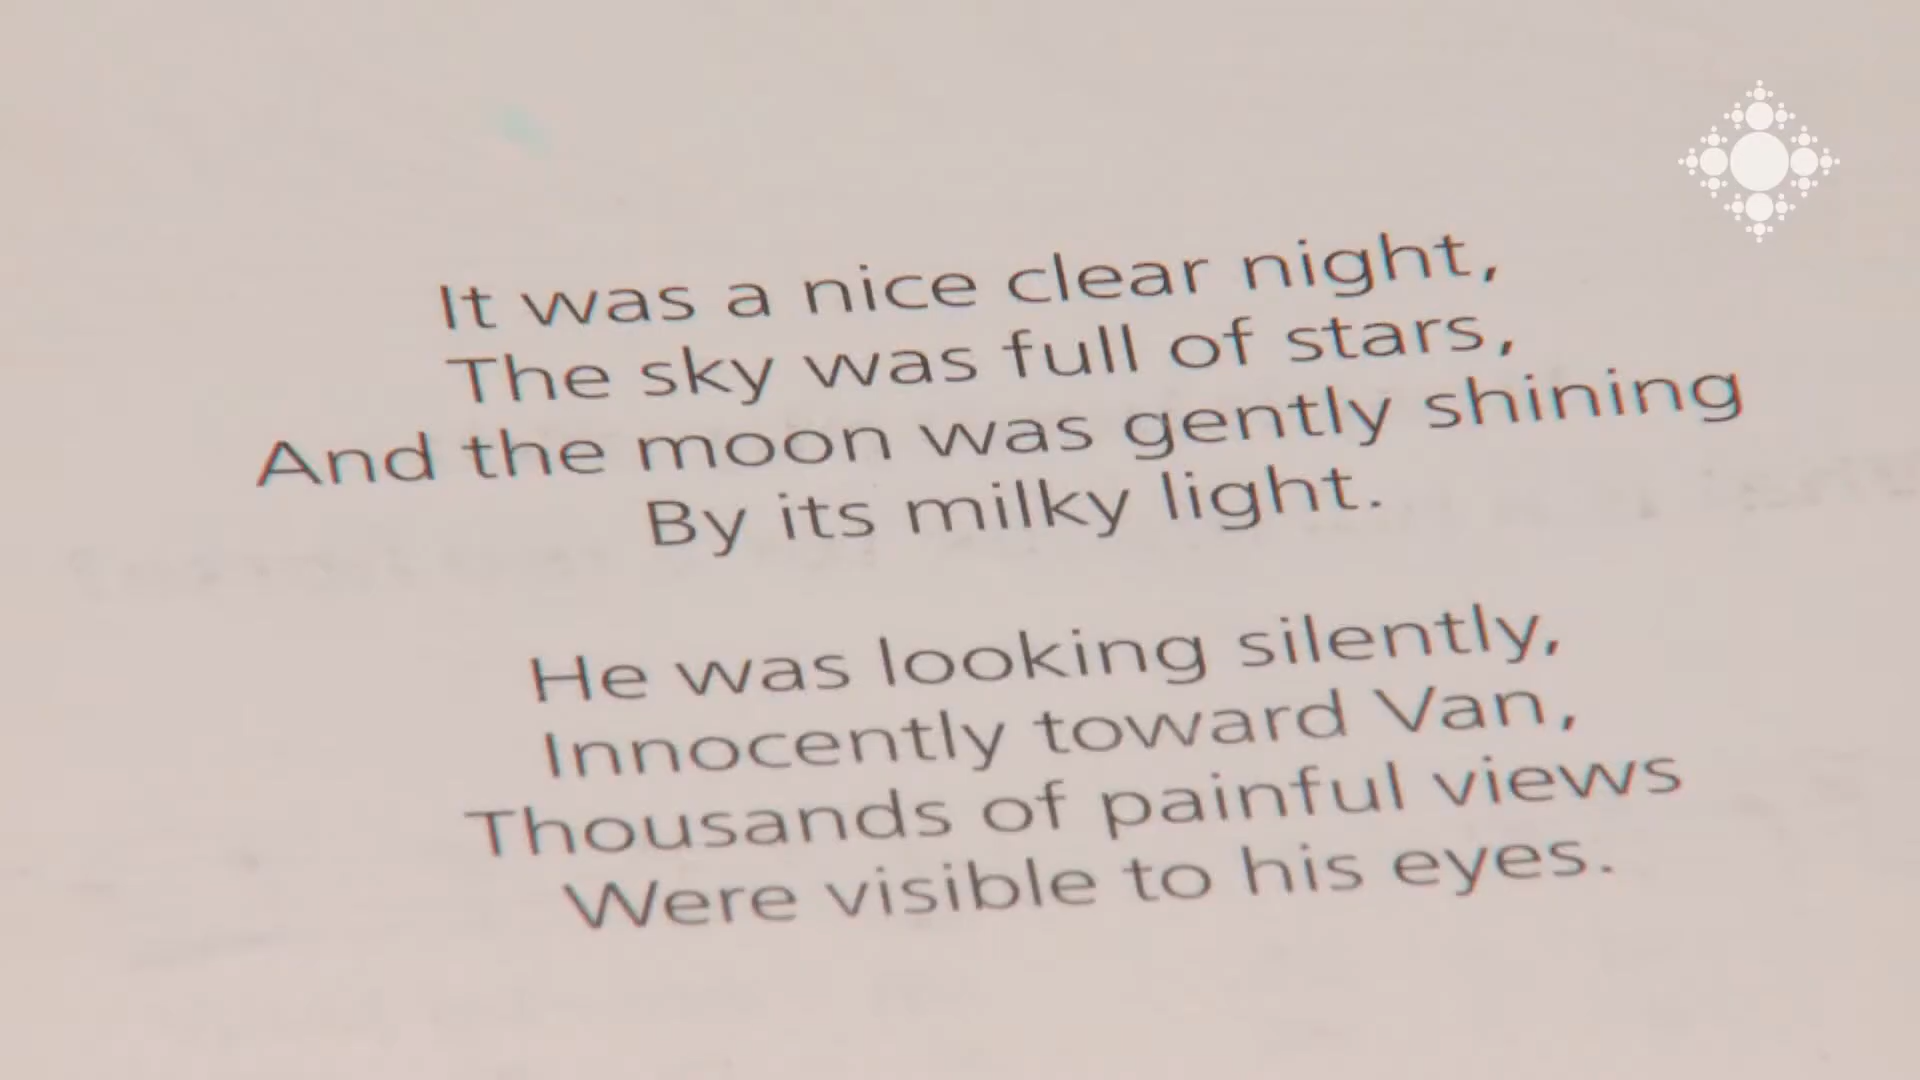 It was a nice clear night,
The sky was full of stars,
And the moon was gently shining
By its milky light.
He was looking silently,
Innocently toward Van,
Thousands of painful views
Were visible to his eyes.